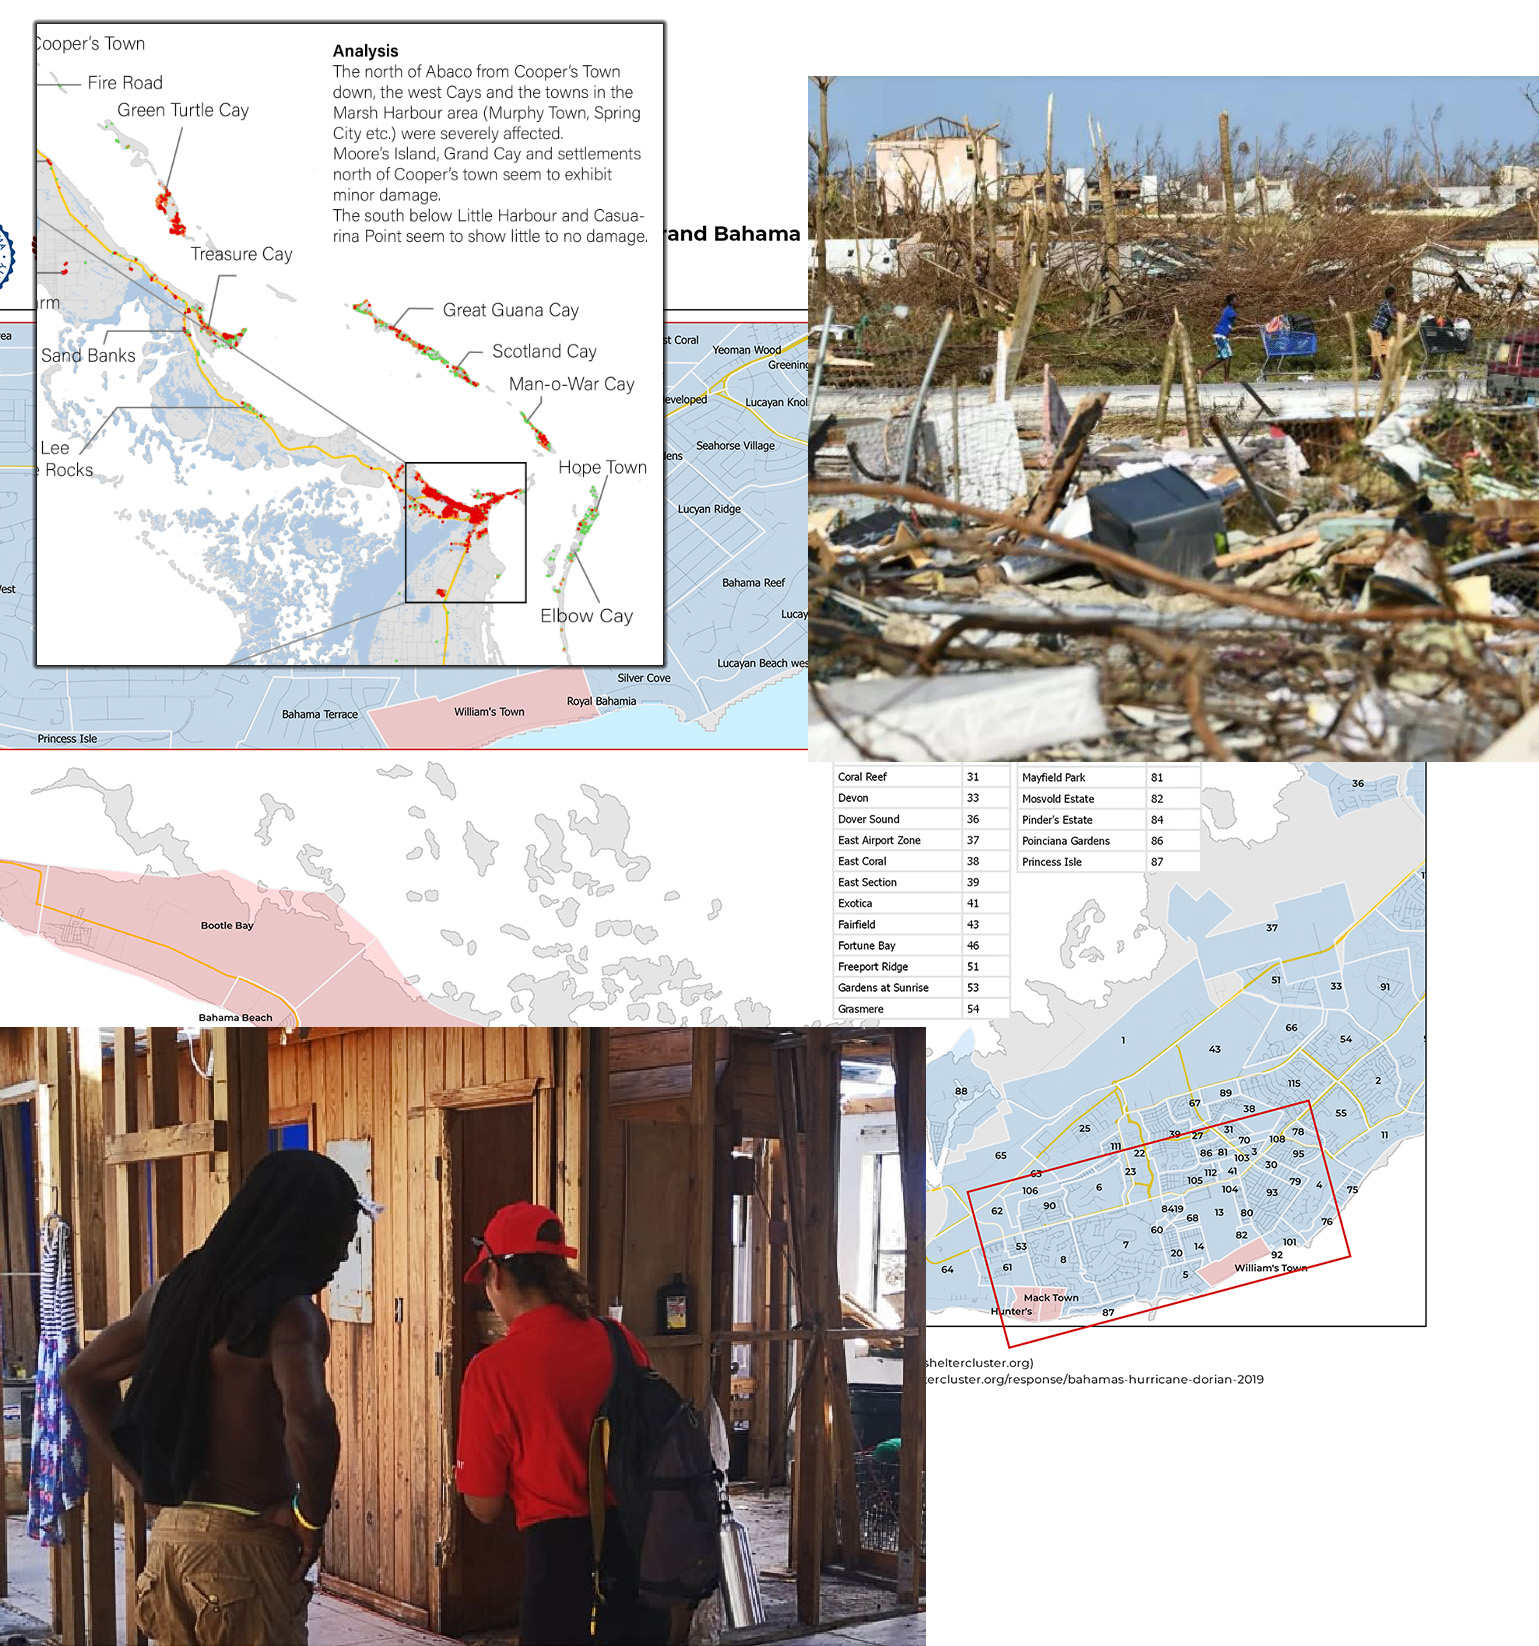 Cooper's Town
Fire Road
Green Turtle Cay
Treasure Cay
Sand Banks
Lee
Rocks
Great Guana Cay
Scotland Cay
Man-o-War Cay
Hope Town
Elbow Cay
Analysis
The north of Abaco from Cooper's Town
down, the west Cays and the towns in the
Marsh Harbour area (Murphy Town, Spring
City etc.) were severely affected.
Moore's Island, Grand Cay and settlements
north of Cooper's town seem to exhibit
minor damage.
The south below Little Harbour and Casua-
rina Point seem to show little to no damage.
rand Bahama
st Coral
Yeoman Wood
Greening
eveloped
Lucayan Knol
Seahorse Village
lens
Lucyan Ridge
Bahama Reef
Lucay
Lucayan Beach wes
Silver Cove
Royal Bahamia
William's Town
Bahama Terrace
Princess Isle
Bootle Bay
Bahama Beach
Coral Reef 31
Devon 33
Dover Sound 36
East Airport Zone 37
East Coral 38
East Section 39
Exotica 41
Fairfield 43
Fortune Bay 46
Freeport Ridge 51
Gardens at Sunrise 53
Grasmere 54
Mayfield Park 81
Mosvold Estate 82
Pinder's Estate 84
Poinciana Gardens 86
Princess Isle 87
36
37
51
33
91
66
54
1
43
115
2
88
89
67
38
55
25
39
27
31
70
108
78
11
111
22
86
81
103
3
95
65
63
23
112
41
30
106
6
105
104
93
79
4
75
62
90
8419
68
13
80
76
60
82
101
53
7
14
20
92
64
61
8
5
William's Town
Mack Town
Hunter's
87
sheltercluster.org)
tercluster.org/response/bahamas-hurricane-dorian-2019